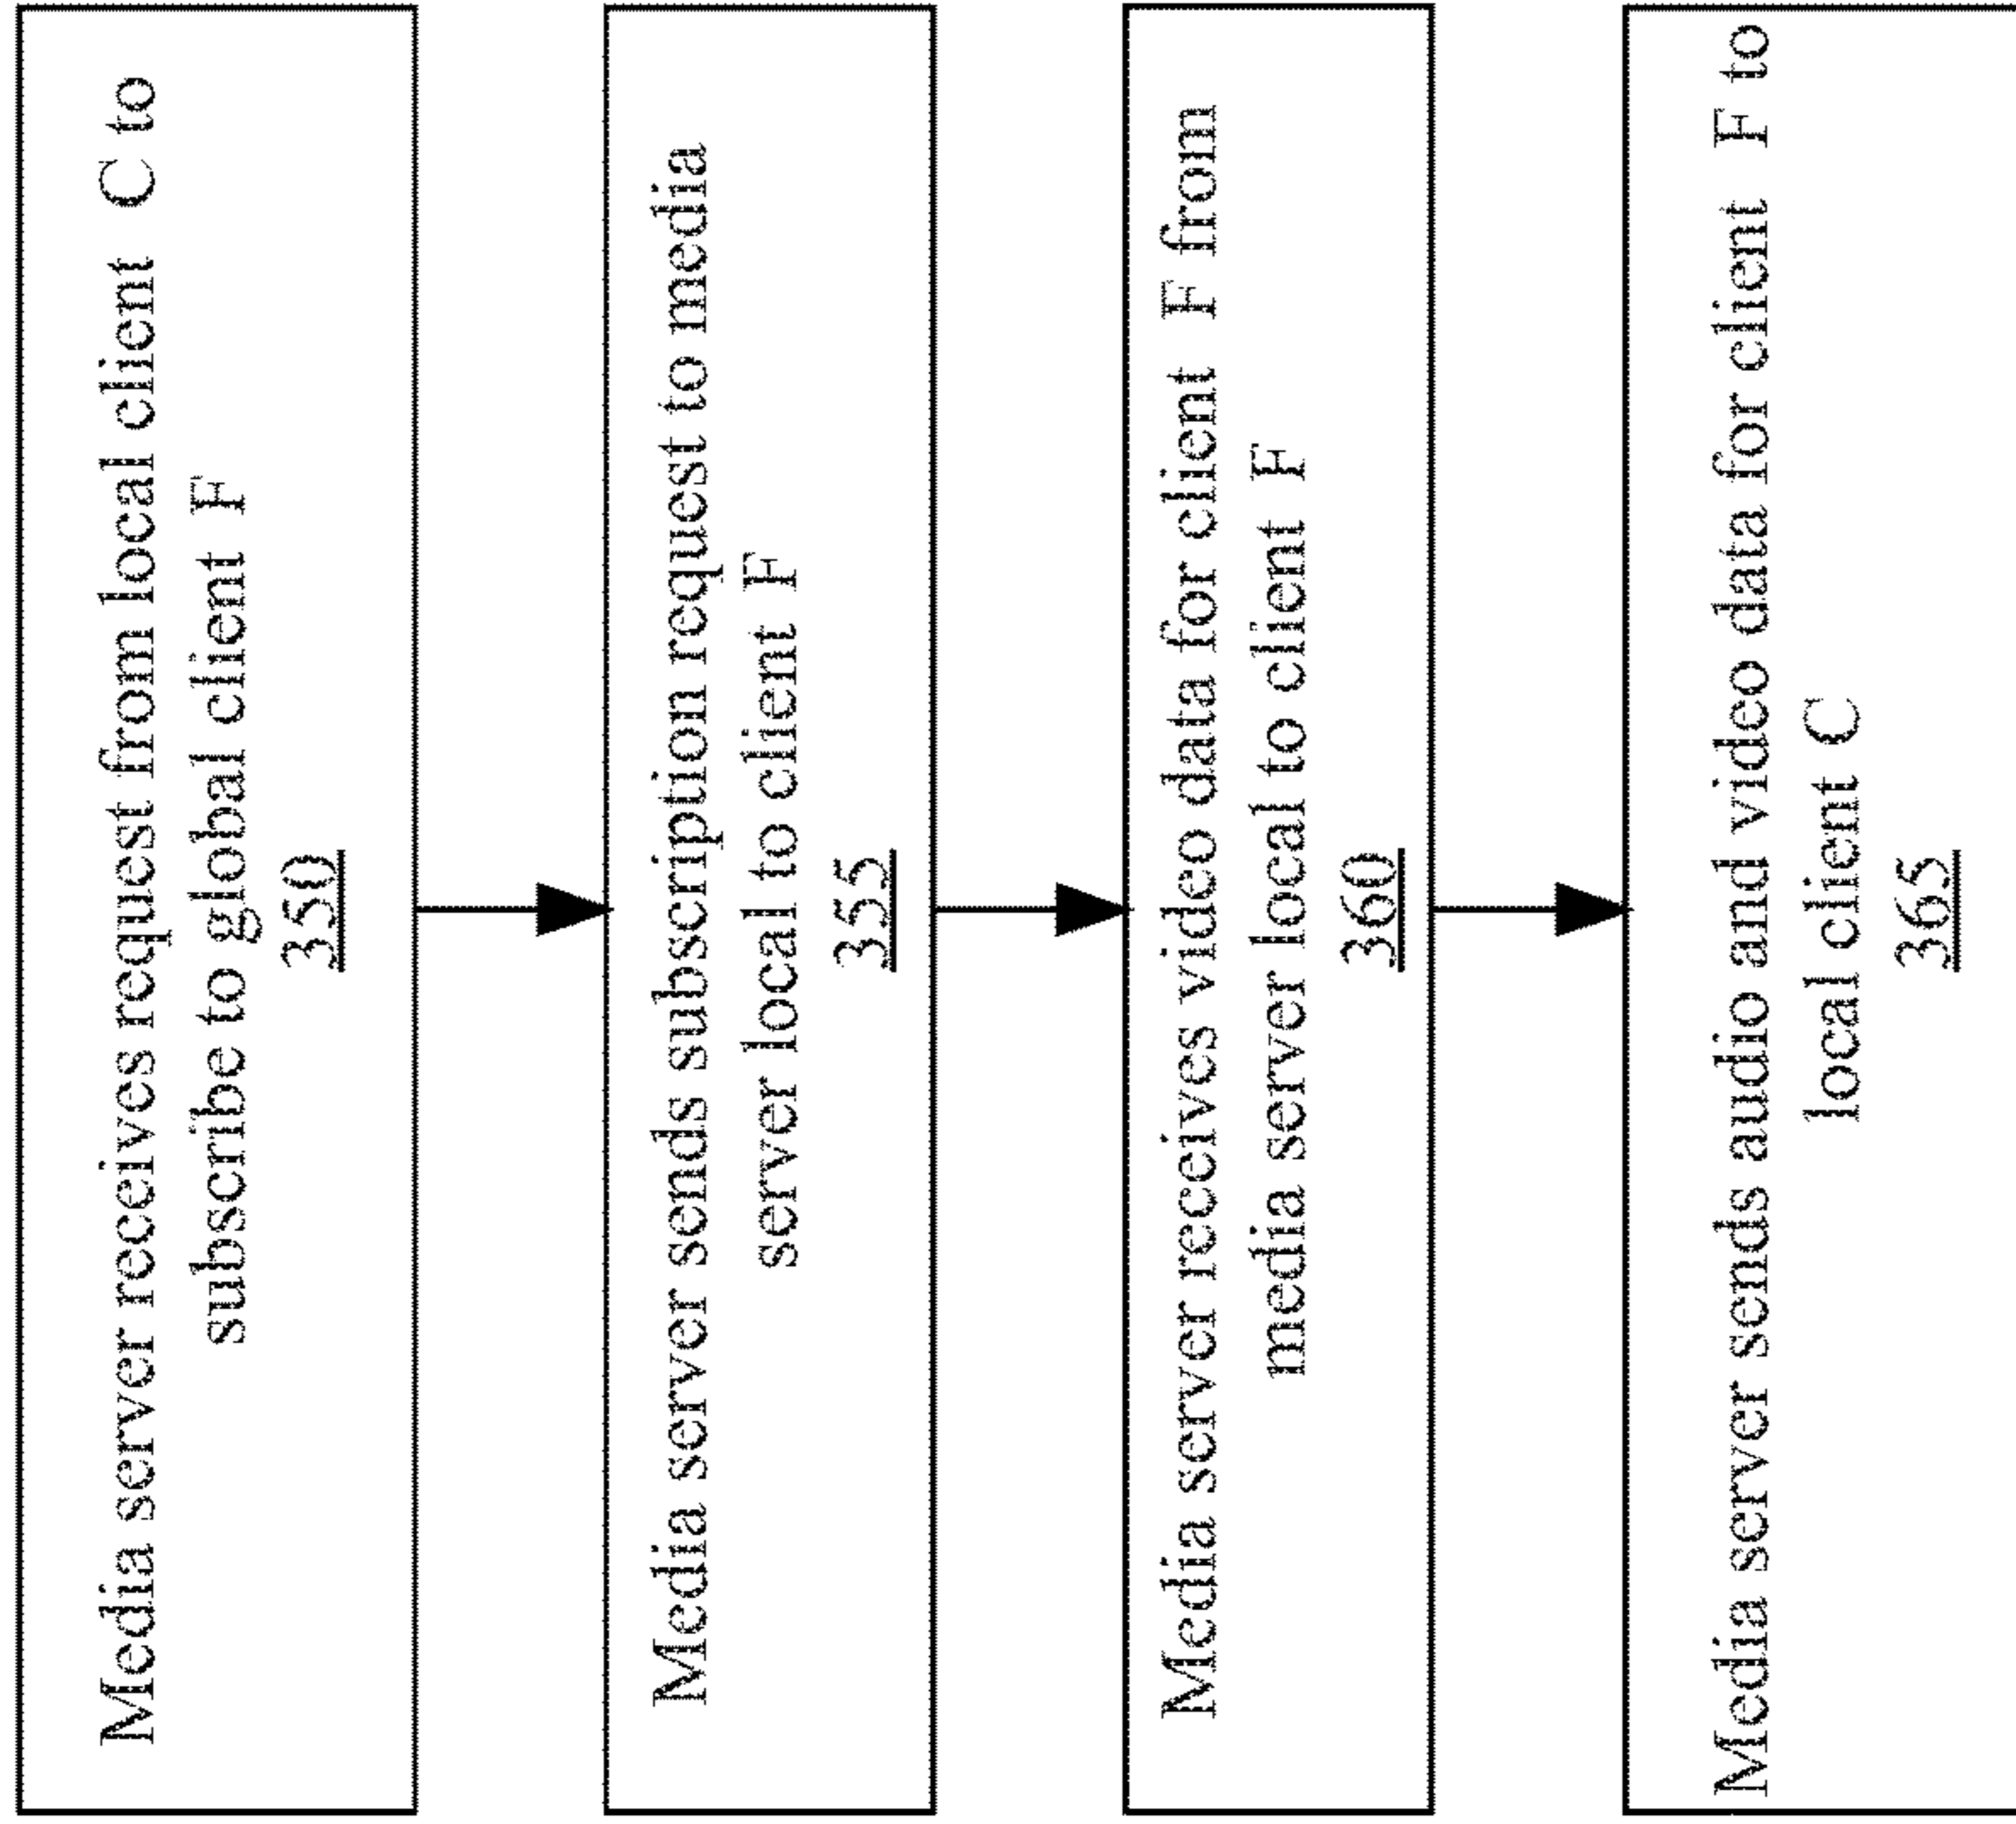 Media server receives request from local client C to
subscribe to global client F
350
Media server sends subscription request to media
server local to client F
355
Media server receives video data for client F from
media server local to client F
360
Media server sends audio and video data for client F to
local client C
365